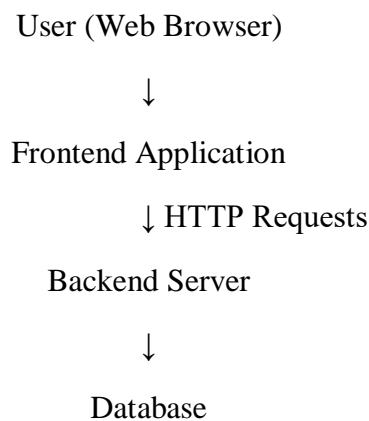 User (Web Browser)
↓
Frontend Application
↓ HTTP Requests
Backend Server
↓
Database